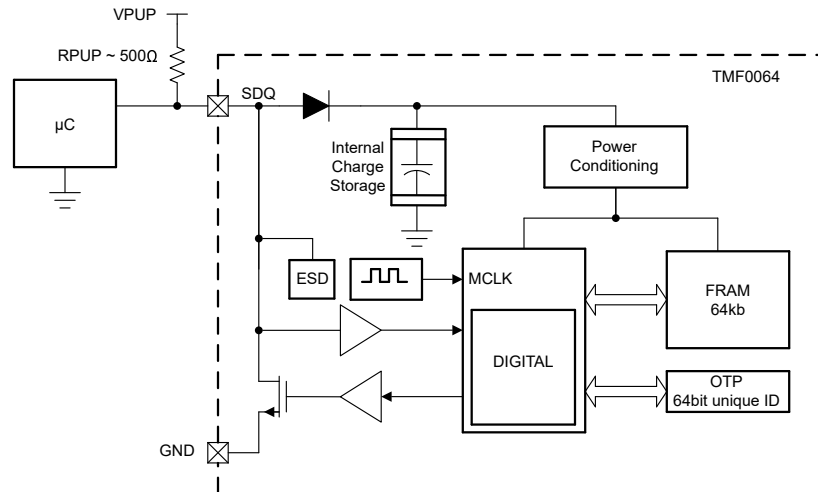 VPUP
RPUP ~ 500Ω
TMF0064
SDQ
µC
Internal
Charge
Storage
Power
Conditioning
ESD
MCLK
FRAM
64kb
DIGITAL
OTP
64bit unique ID
GND